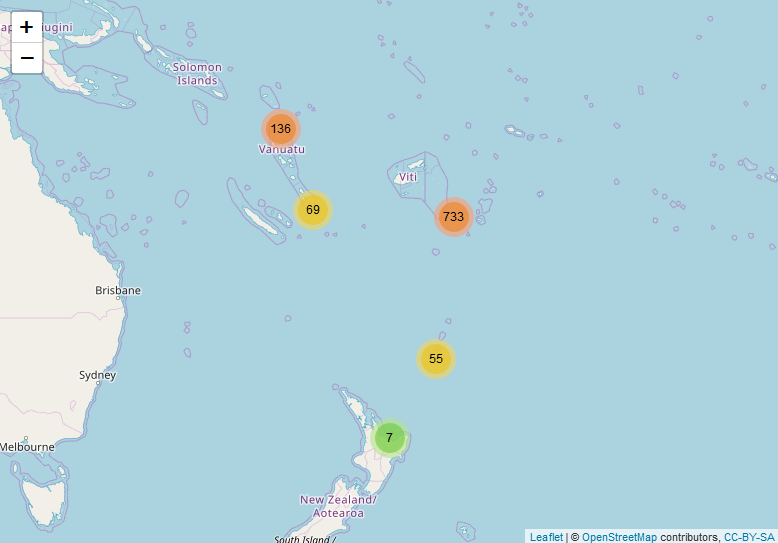 +
−
Solomon
Islands
136
Vanuatu
Viti
69
733
Brisbane
55
Sydney
7
Melbourne
New Zealand/
Aotearoa
South Island /
Leaflet | © OpenStreetMap contributors, CC-BY-SA